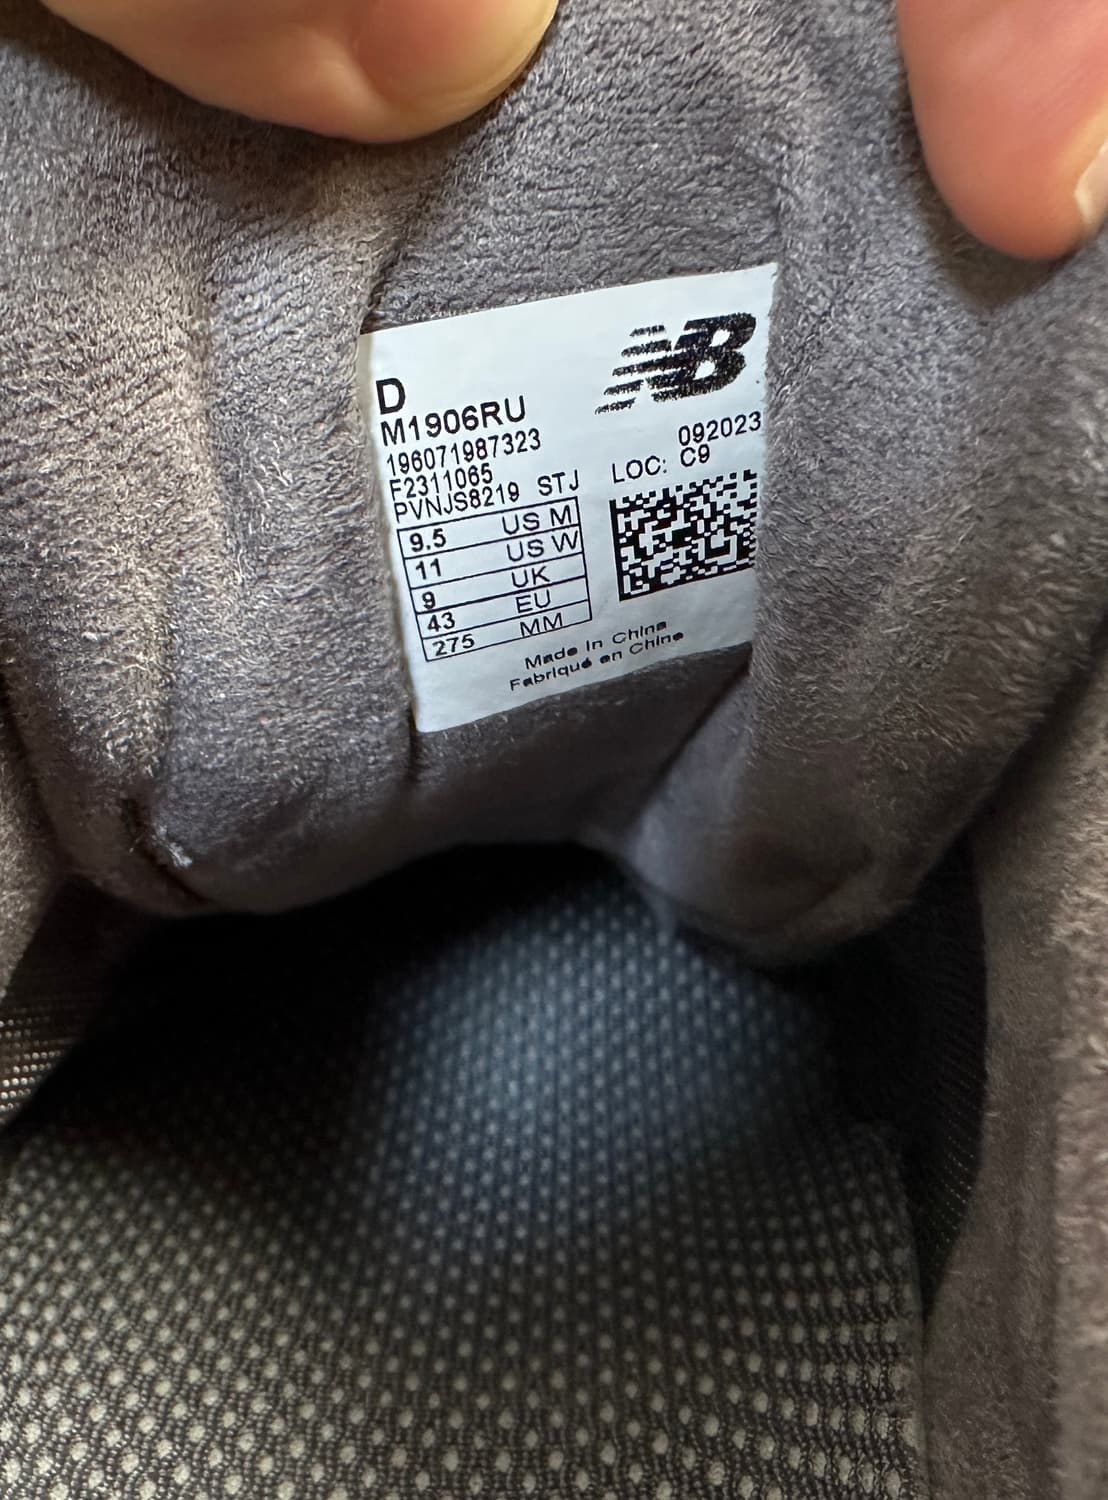 NB
D
M1906RU
196071987323
092023
F2311065
LOC: C9
PVNJS8219 STJ
9.5 US M
11 US W
9 UK
43 EU
275 MM
Made In China
Fabriqué en Chine